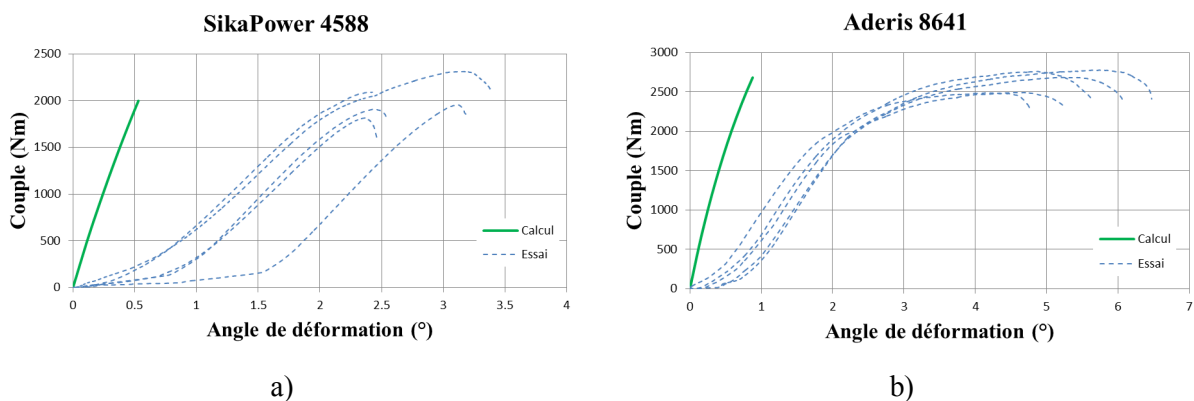 SikaPower 4588
2500
2000
1500
1000
500
0
0 0.5 1 1.5 2 2.5 3 3.5 4
Couple (Nm)
Angle de déformation (°)
Calcul
Essai
a)
Aderis 8641
3000
2500
2000
1500
1000
500
0
0 1 2 3 4 5 6 7
Couple (Nm)
Angle de déformation (°)
Calcul
Essai
b)